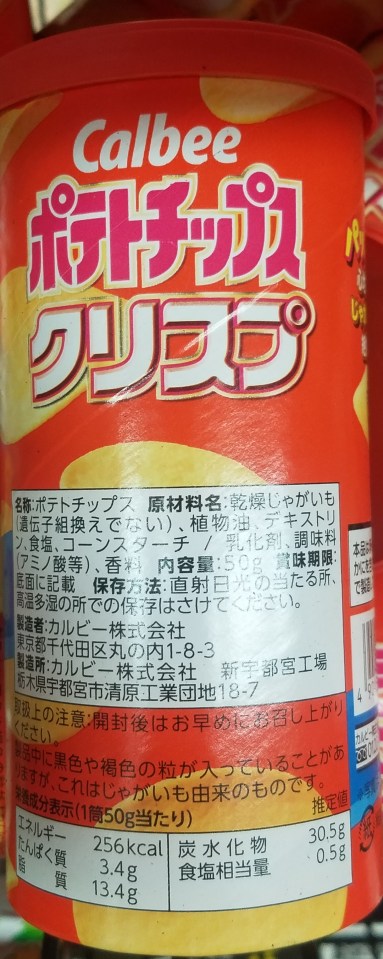 Calbee
ポテトチップス
クリスプ
名称:ポテトチップス 原材料名:乾燥じゃがいも
(遺伝子組換えでない)、植物油、デキストリ
ン、食塩、コーンスターチ / 乳化剤、調味料
(アミノ酸等)、香料 内容量:50g 賞味期限:
底面に記載 保存方法:直射日光の当たる所、
高温多湿の所での保存はさけてください。
製造者:カルビー株式会社
東京都千代田区丸の内1-8-3
製造所:カルビー株式会社 新宇都宮工場
栃木県宇都宮市清原工業団地18-7
取扱上の注意:開封後はお早めにお召し上がり
ください。
製品中に黒色や褐色の粒が入っていることがあ
りますが、これはじゃがいも由来のものです。
栄養成分表示(1筒50g当たり) 推定値
エネルギー 256kcal 炭水化物 30.5g
たんぱく質 3.4g 食塩相当量 0.5g
脂質 13.4g